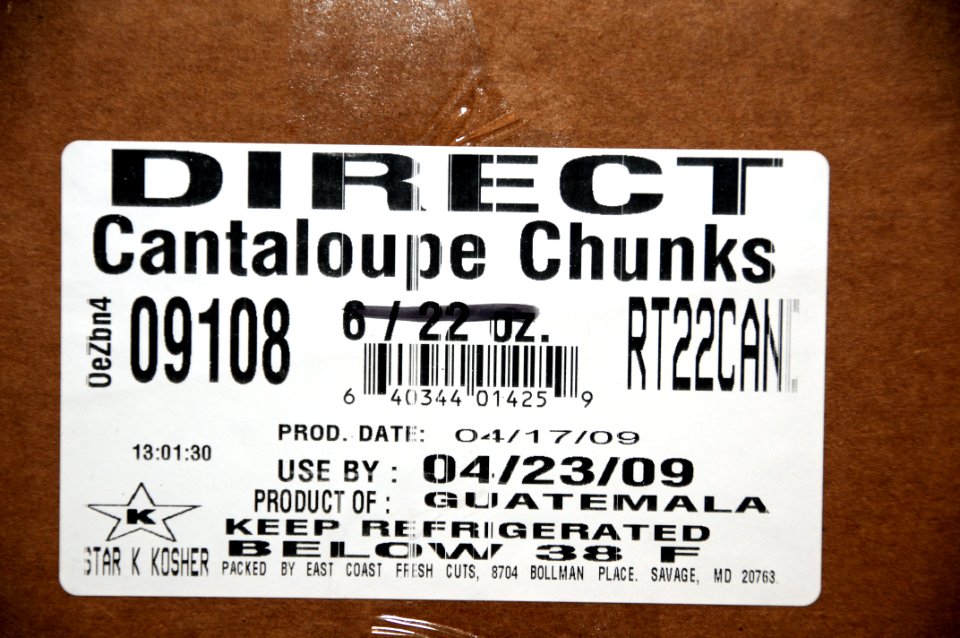 DIRECT
Cantaloupe Chunks
OeZbn4
09108
6 / 22 oz.
RT22CAN
6 40344 01425 9
PROD. DATE: 04/17/09
13:01:30
USE BY : 04/23/09
PRODUCT OF : GUATEMALA
K
STAR K KOSHER
KEEP REFRIGERATED
BELOW 38 F
PACKED BY EAST COAST FRESH CUTS, 8704 BOLLMAN PLACE. SAVAGE, MD 20763.